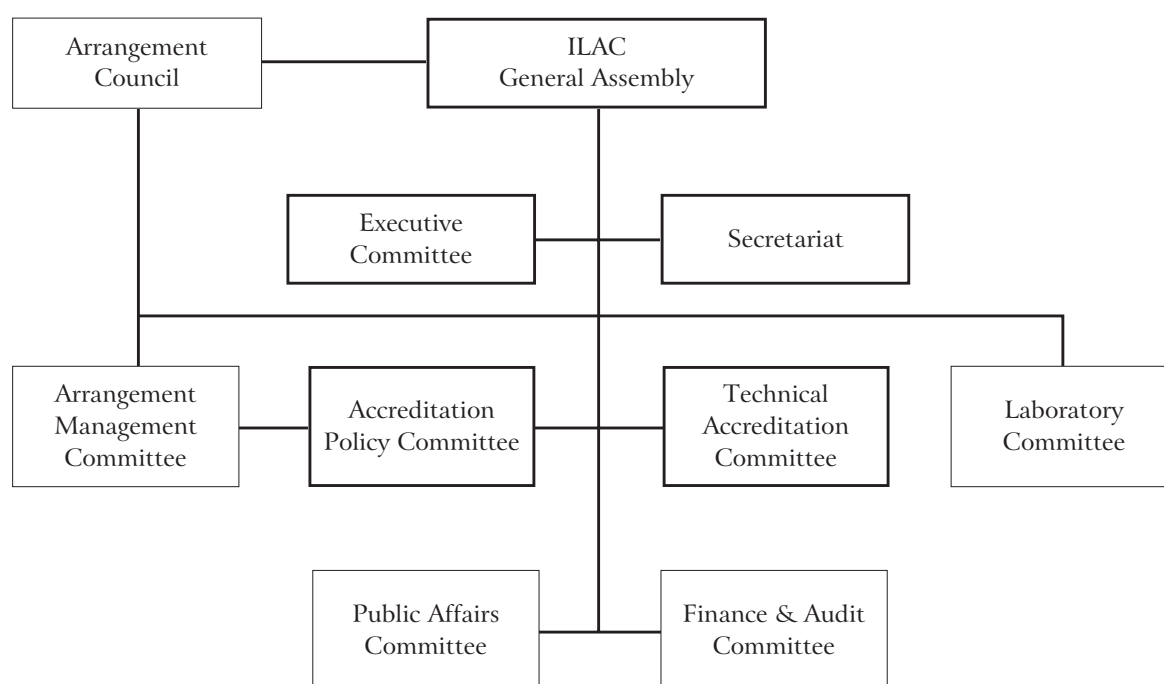 Arrangement
Council
ILAC
General Assembly
Executive
Committee
Secretariat
Arrangement
Management
Committee
Accreditation
Policy Committee
Technical
Accreditation
Committee
Laboratory
Committee
Public Affairs
Committee
Finance & Audit
Committee